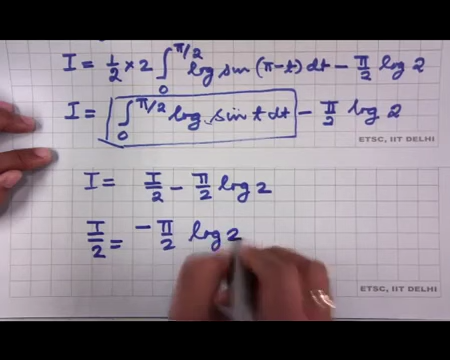 I = 1/2 × 2 ∫₀^π/2 log sin (π-t) dt - π/2 log 2
I = ∫₀^π/2 log sin t dt - π/2 log 2
ETSC, IIT DELHI
I = I/2 - π/2 log 2
I/2 = - π/2 log 2
ETSC, IIT DELHI